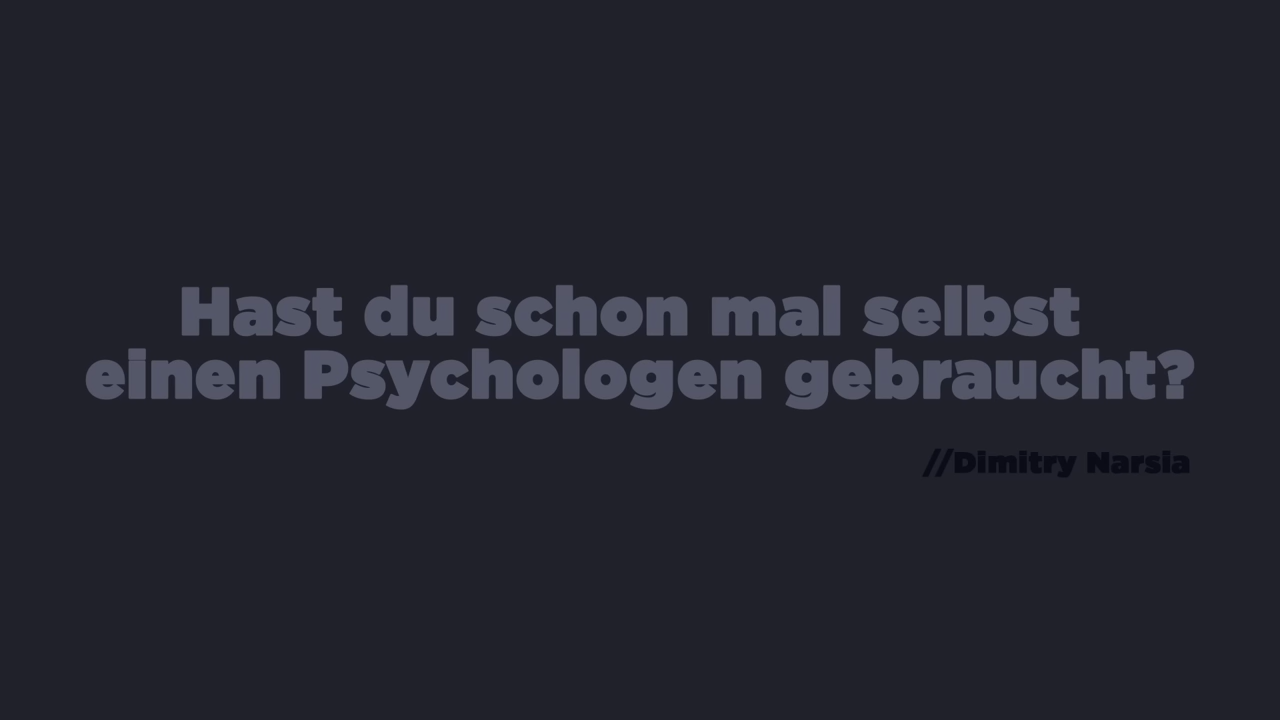 Hast du schon mal selbst
einen Psychologen gebraucht?
//Dimitry Narsia